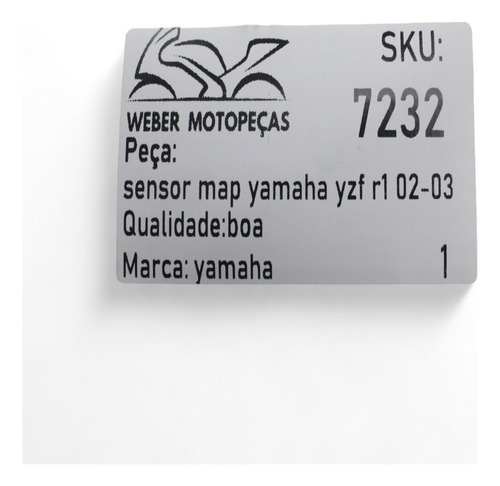 SKU:
7232
WEBER MOTOPEÇAS
Peça:
sensor map yamaha yzf r1 02-03
Qualidade:boa
Marca: yamaha 1